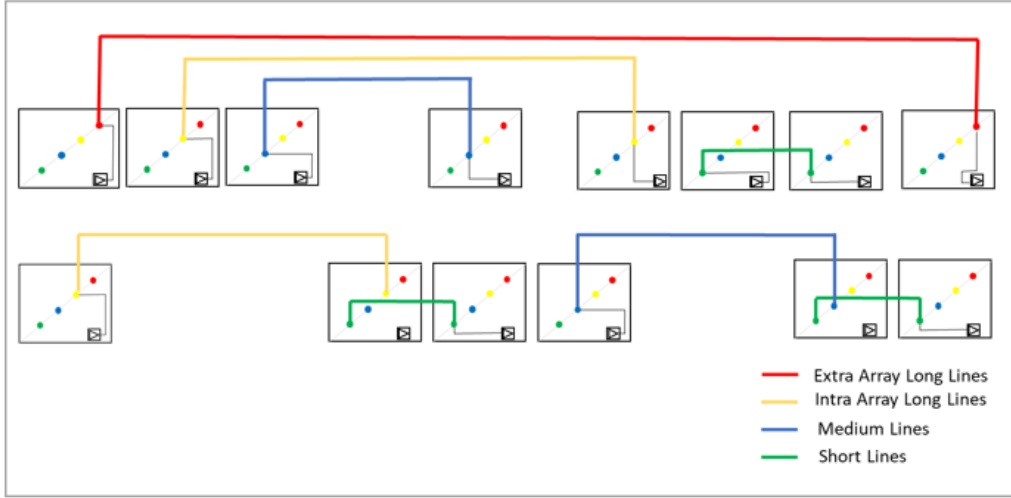 Extra Array Long Lines
Intra Array Long Lines
Medium Lines
Short Lines